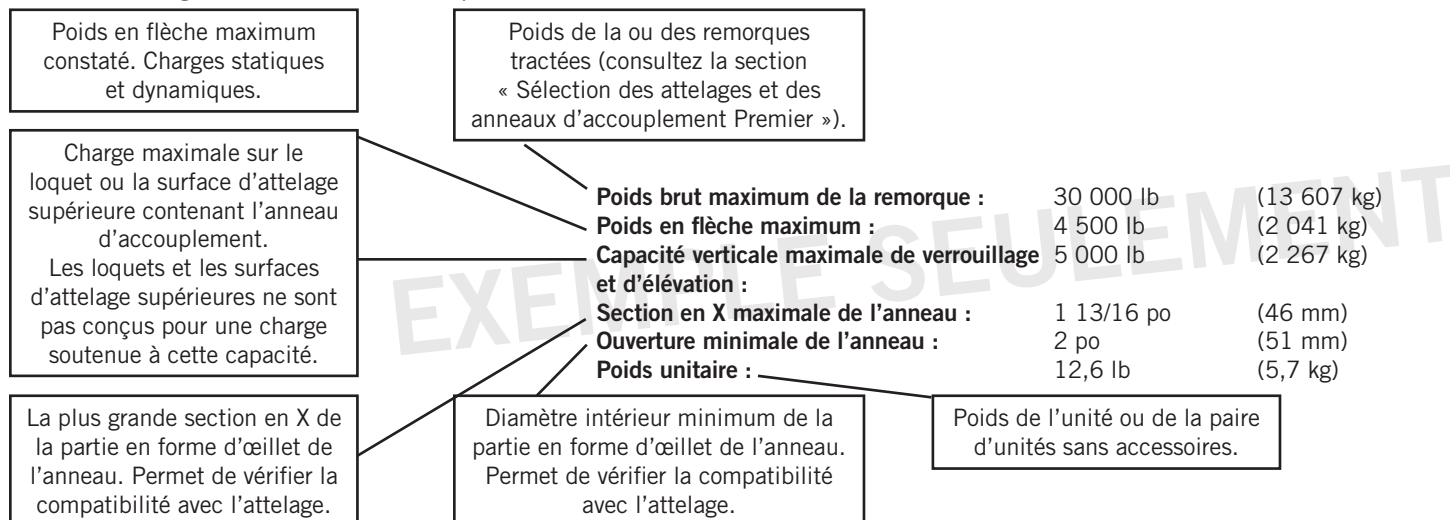 Poids en flèche maximum
constaté. Charges statiques
et dynamiques.
Poids de la ou des remorques
tractées (consultez la section
« Sélection des attelages et des
anneaux d'accouplement Premier »).
Charge maximale sur le
loquet ou la surface d'attelage
supérieure contenant l'anneau
d'accouplement.
Les loquets et les surfaces
d'attelage supérieures ne sont
pas conçus pour une charge
soutenue à cette capacité.
Poids brut maximum de la remorque : 30 000 lb (13 607 kg)
Poids en flèche maximum : 4 500 lb (2 041 kg)
Capacité verticale maximale de verrouillage 5 000 lb (2 267 kg)
et d'élévation :
Section en X maximale de l'anneau : 1 13/16 po (46 mm)
Ouverture minimale de l'anneau : 2 po (51 mm)
Poids unitaire : 12,6 lb (5,7 kg)
EXEMPLE SEULEMENT
La plus grande section en X de
la partie en forme d'œillet de
l'anneau. Permet de vérifier la
compatibilité avec l'attelage.
Diamètre intérieur minimum de la
partie en forme d'œillet de l'anneau.
Permet de vérifier la compatibilité
avec l'attelage.
Poids de l'unité ou de la paire
d'unités sans accessoires.